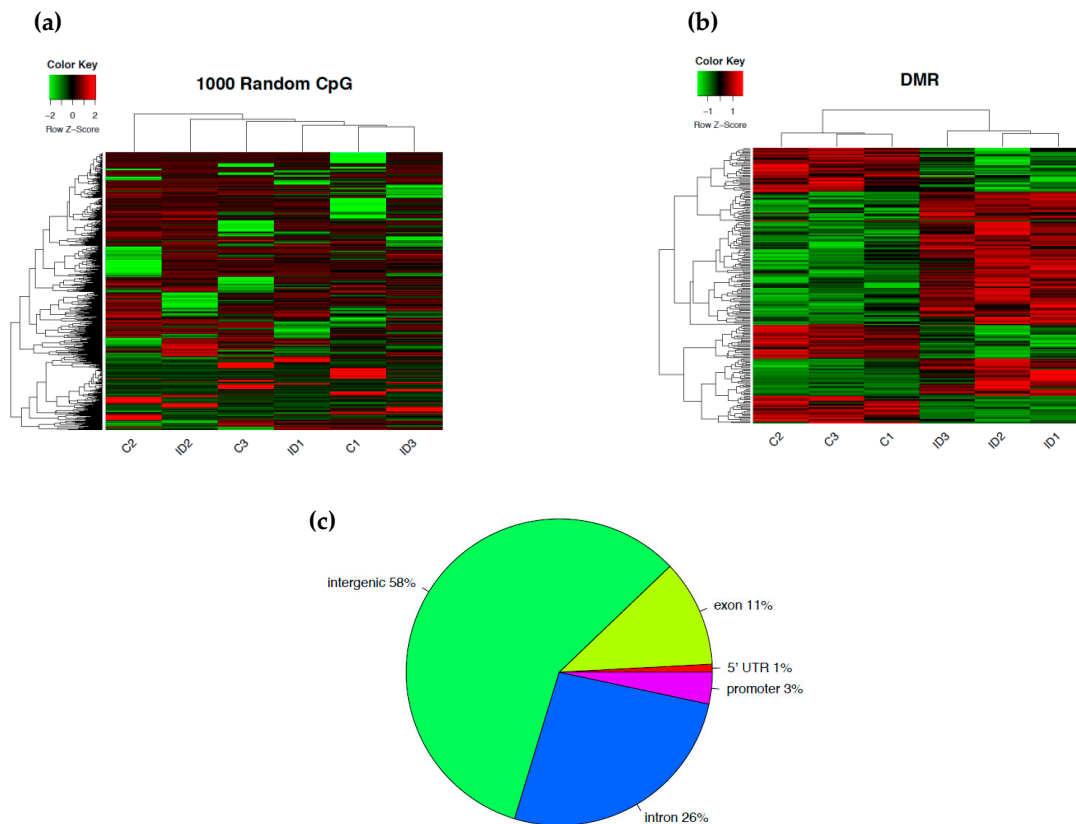 (a)
Color Key
−2 0 2
Row Z−Score
1000 Random CpG
C2 ID2 C3 ID1 C1 ID3
(b)
Color Key
−1 1
Row Z−Score
DMR
C2 C3 C1 ID3 ID2 ID1
(c)
intergenic 58%
exon 11%
5' UTR 1%
promoter 3%
intron 26%